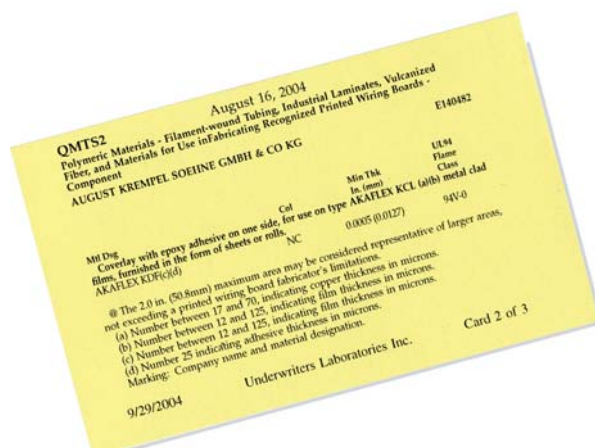 August 16, 2004
QMTS2
Polymeric Materials - Filament-wound Tubing, Industrial Laminates, Vulcanized
Fiber, and Materials for Use inFabricating Recognized Printed Wiring Boards -
Component
E140482
AUGUST KREMPEL SOEHNE GMBH & CO KG
UL94
Min Thk Flame
Mtl Dsg Col In. (mm) Class
Coverlay with epoxy adhesive on one side, for use on type AKAFLEX KCL (a)(b) metal clad
films, furnished in the form of sheets or rolls.
AKAFLEX KDF(c)(d) NC 0.0005 (0.0127) 94V-0
@ The 2.0 in. (50.8mm) maximum area may be considered representative of larger areas,
not exceeding a printed wiring board fabricator's limitations.
(a) Number between 17 and 70, indicating copper thickness in microns.
(b) Number between 12 and 125, indicating film thickness in microns.
(c) Number between 12 and 125, indicating film thickness in microns.
(d) Number 25 indicating adhesive thickness in microns.
Marking: Company name and material designation.
9/29/2004 Underwriters Laboratories Inc. Card 2 of 3